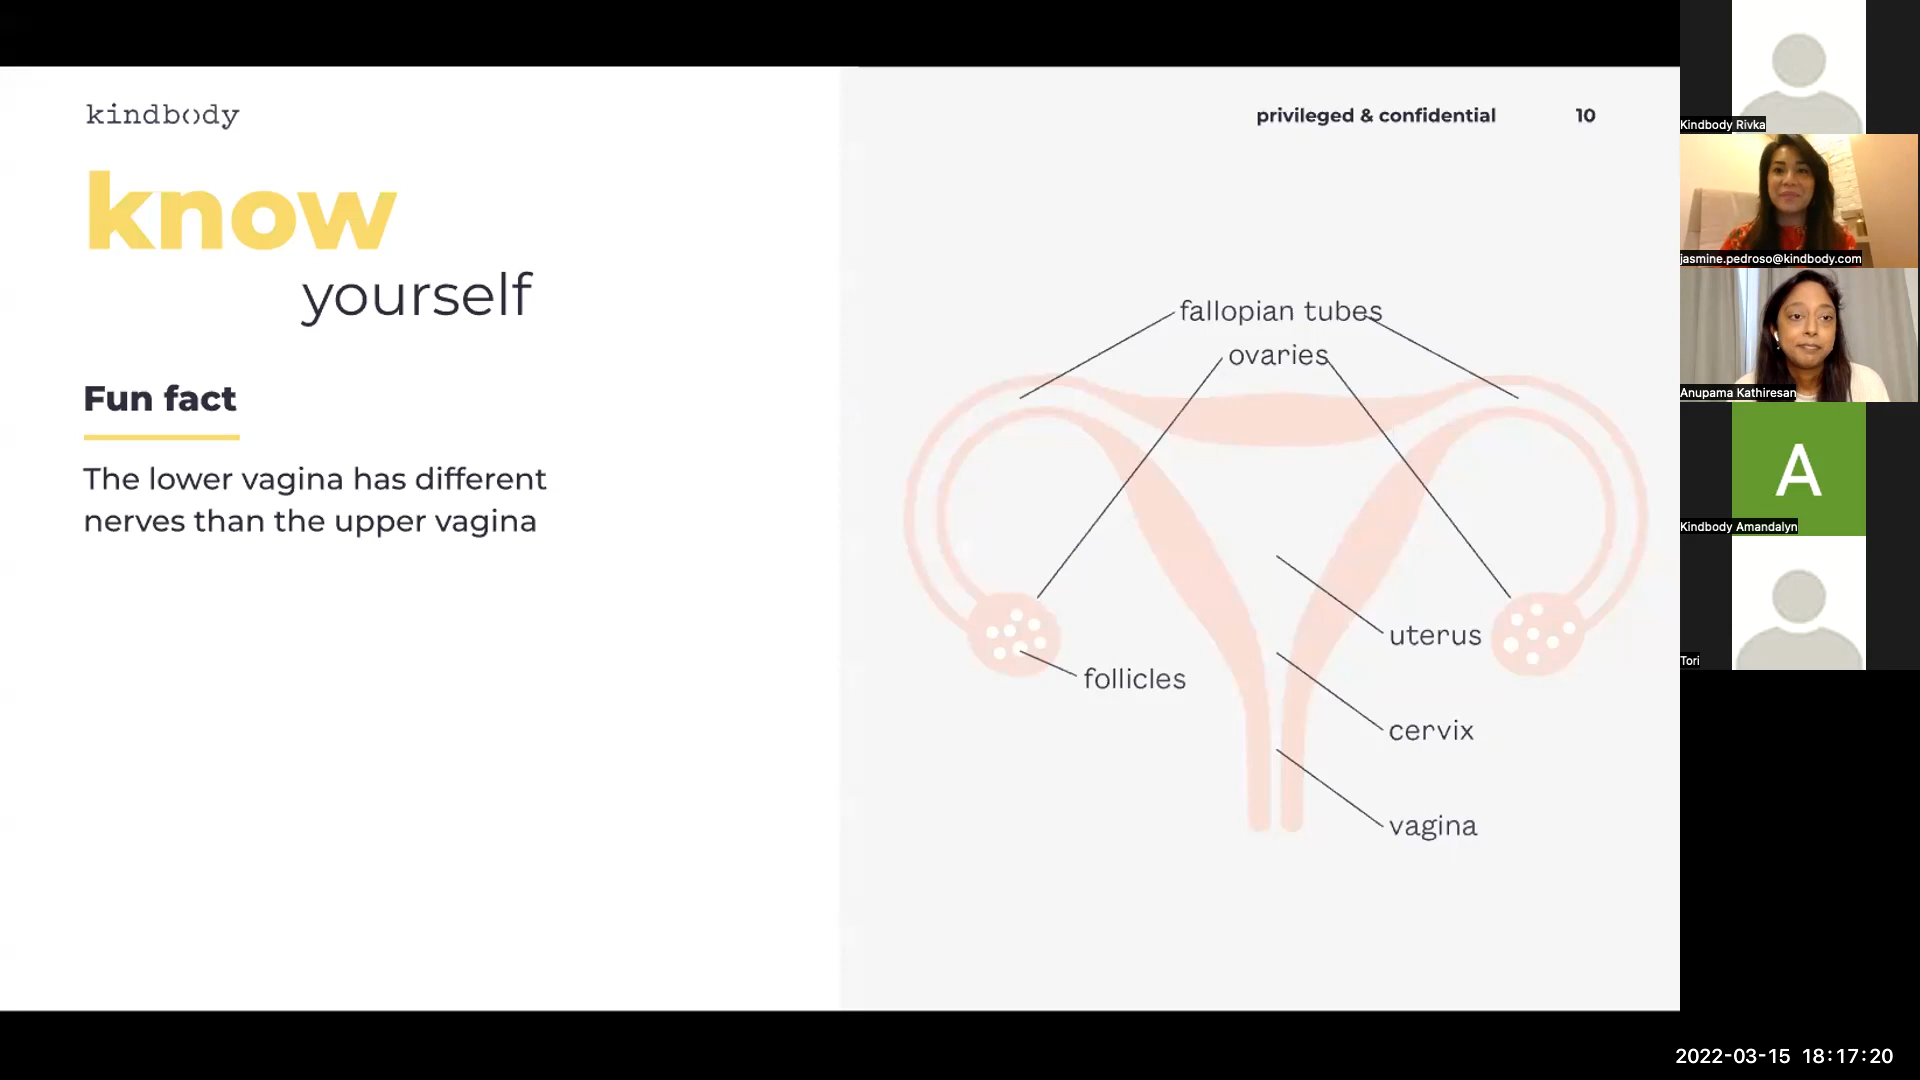 kindbody
privileged & confidential
10
know
yourself
Fun fact
The lower vagina has different
nerves than the upper vagina
fallopian tubes
ovaries
uterus
follicles
cervix
vagina
Kindbody Rivka
jasmine.pedroso@kindbody.com
Anupama Kathiresan
A
Kindbody Amandalyn
Tori
2022-03-15 18:17:20